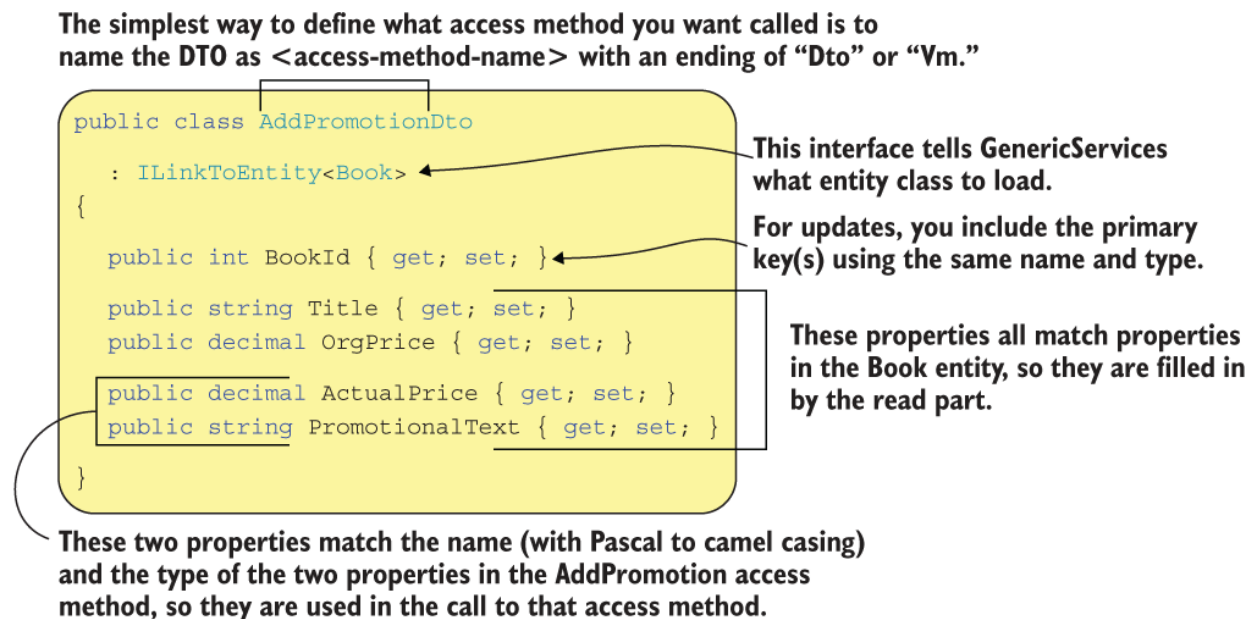 The simplest way to define what access method you want called is to
name the DTO as <access-method-name> with an ending of “Dto” or “Vm.”
public class AddPromotionDto
: ILinkToEntity<Book>
{
public int BookId { get; set; }
public string Title { get; set; }
public decimal OrgPrice { get; set; }
public decimal ActualPrice { get; set; }
public string PromotionalText { get; set; }
}
This interface tells GenericServices
what entity class to load.
For updates, you include the primary
key(s) using the same name and type.
These properties all match properties
in the Book entity, so they are filled in
by the read part.
These two properties match the name (with Pascal to camel casing)
and the type of the two properties in the AddPromotion access
method, so they are used in the call to that access method.